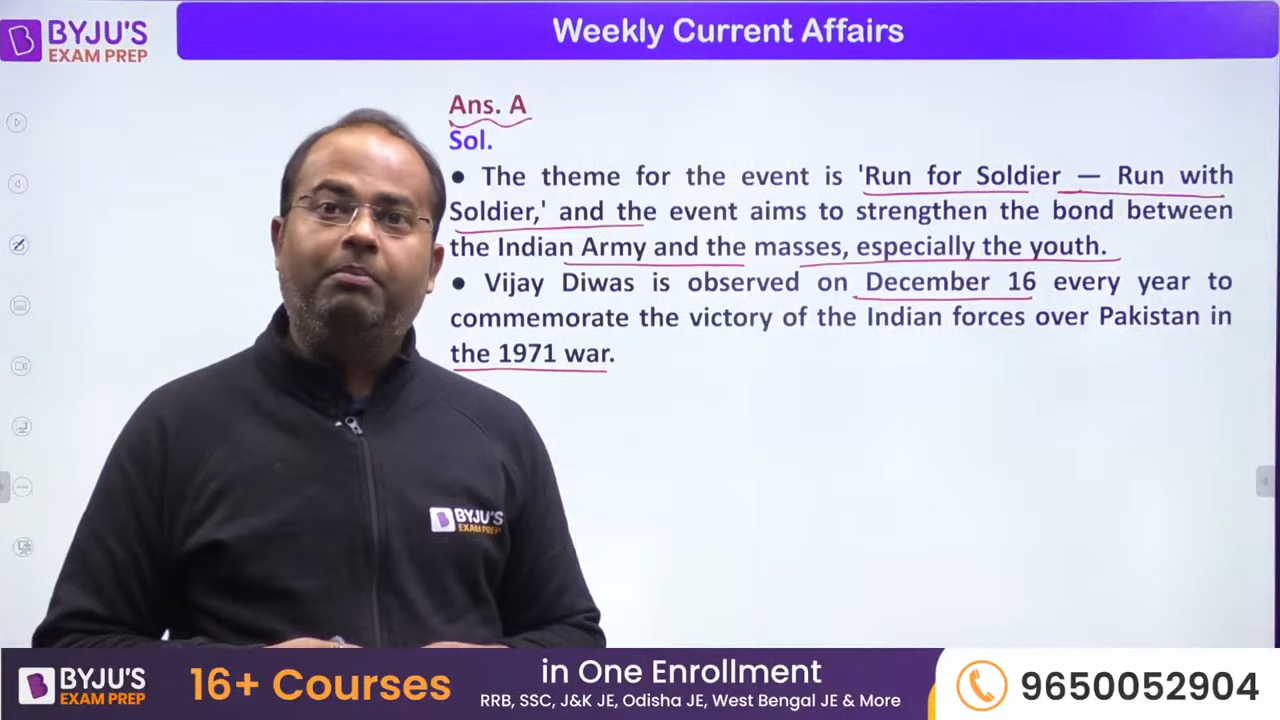 BYJU'S
EXAM PREP
Weekly Current Affairs
Ans. A
Sol.
● The theme for the event is 'Run for Soldier — Run with
Soldier,' and the event aims to strengthen the bond between
the Indian Army and the masses, especially the youth.
● Vijay Diwas is observed on December 16 every year to
commemorate the victory of the Indian forces over Pakistan in
the 1971 war.
BYJU'S
EXAM PREP
BYJU'S
EXAM PREP
16+ Courses
in One Enrollment
RRB, SSC, J&K JE, Odisha JE, West Bengal JE & More
9650052904